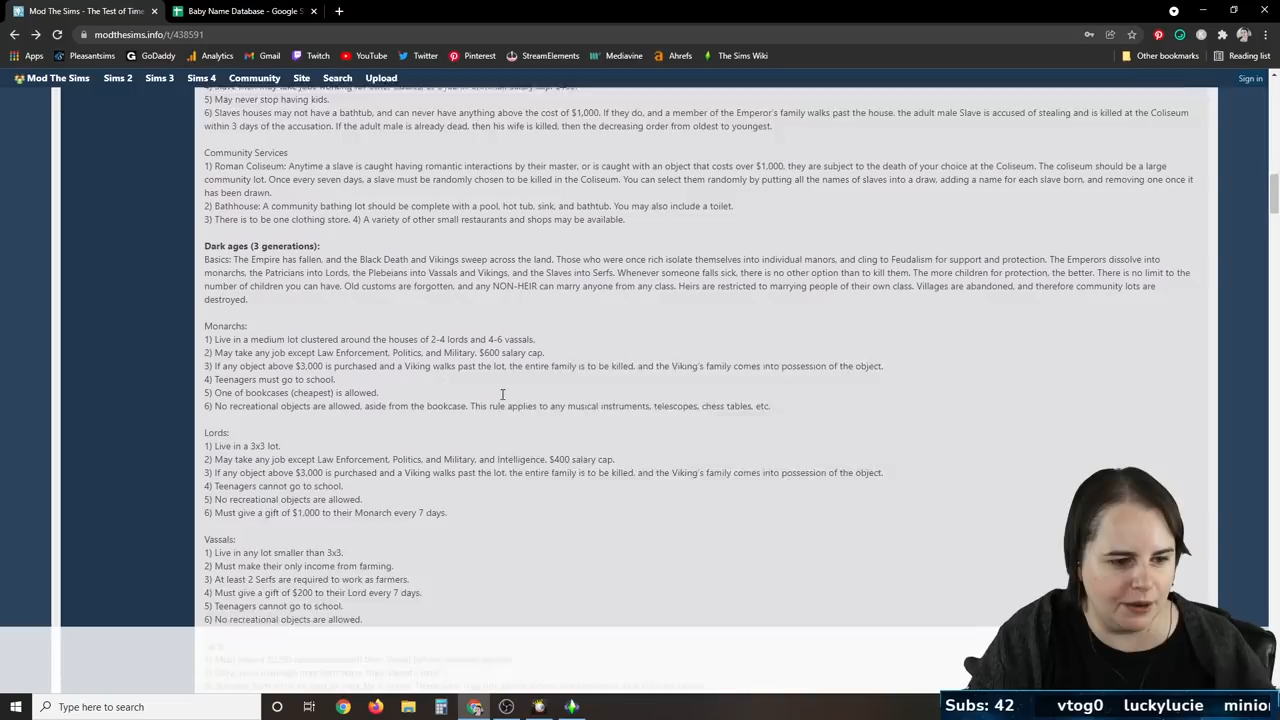 Mod The Sims - The Test of Time
Baby Name Database - Google S
modthesims.info/t/438591
Apps Pleasantsims GoDaddy Gmail Twitch YouTube Twitter Pinterest StreamElements Mediavine Ahrefs The Sims Wiki Other bookmarks Reading list
Mod The Sims Sims 2 Sims 3 Sims 4 Community Site Search Upload Sign in
5) May never stop having kids.
6) Slaves houses may not have a bathtub, and can never have anything above the cost of $1,000. If they do, and a member of the Emperor's family walks past the house, the adult male Slave is accused of stealing and is killed at the Coliseum
within 3 days of the accusation. If the adult male is already dead, then his wife is killed, then the decreasing order from oldest to youngest.
Community Services
1) Roman Coliseum: Anytime a slave is caught having romantic interactions by their master, or is caught with an object that costs over $1,000, they are subject to the death of your choice at the Coliseum. The coliseum should be a large
community lot. Once every seven days, a slave must be randomly chosen to be killed in the Coliseum. You can select them randomly by putting all the names of slaves into a draw, adding a name for each slave born, and removing one once it
has been drawn.
2) Bathhouse: A community bathing lot should be complete with a pool, hot tub, sink, and bathtub. You may also include a toilet.
3) There is to be one clothing store. 4) A variety of other small restaurants and shops may be available.
Dark ages (3 generations):
Basics: The Empire has fallen, and the Black Death and Vikings sweep across the land. Those who were once rich isolate themselves into individual manors, and cling to Feudalism for support and protection. The Emperors dissolve into
monarchs, the Patricians into Lords, the Plebeians into Vassals and Vikings, and the Slaves into Serfs. Whenever someone falls sick, there is no other option than to kill them. The more children for protection, the better. There is no limit to the
number of children you can have. Old customs are forgotten, and any NON-HEIR can marry anyone from any class. Heirs are restricted to marrying people of their own class. Villages are abandoned, and therefore community lots are
destroyed.
Monarchs:
1) Live in a medium lot clustered around the houses of 2-4 lords and 4-6 vassals.
2) May take any job except Law Enforcement, Politics, and Military. $600 salary cap.
3) If any object above $3,000 is purchased and a Viking walks past the lot, the entire family is to be killed, and the Viking's family comes into possession of the object.
4) Teenagers must go to school.
5) One of bookcases (cheapest) is allowed.
6) No recreational objects are allowed, aside from the bookcase. This rule applies to any musical instruments, telescopes, chess tables, etc.
Lords:
1) Live in a 3x3 lot.
2) May take any job except Law Enforcement, Politics, and Military, and Intelligence. $400 salary cap.
3) If any object above $3,000 is purchased and a Viking walks past the lot, the entire family is to be killed, and the Viking's family comes into possession of the object.
4) Teenagers cannot go to school.
5) No recreational objects are allowed.
6) Must give a gift of $1,000 to their Monarch every 7 days.
Vassals:
1) Live in any lot smaller than 3x3.
2) Must make their only income from farming.
3) At least 2 Serfs are required to work as farmers.
4) Must give a gift of $200 to their Lord every 7 days.
5) Teenagers cannot go to school.
6) No recreational objects are allowed.
Type here to search
Subs: 42 vtog0 luckylucie minio